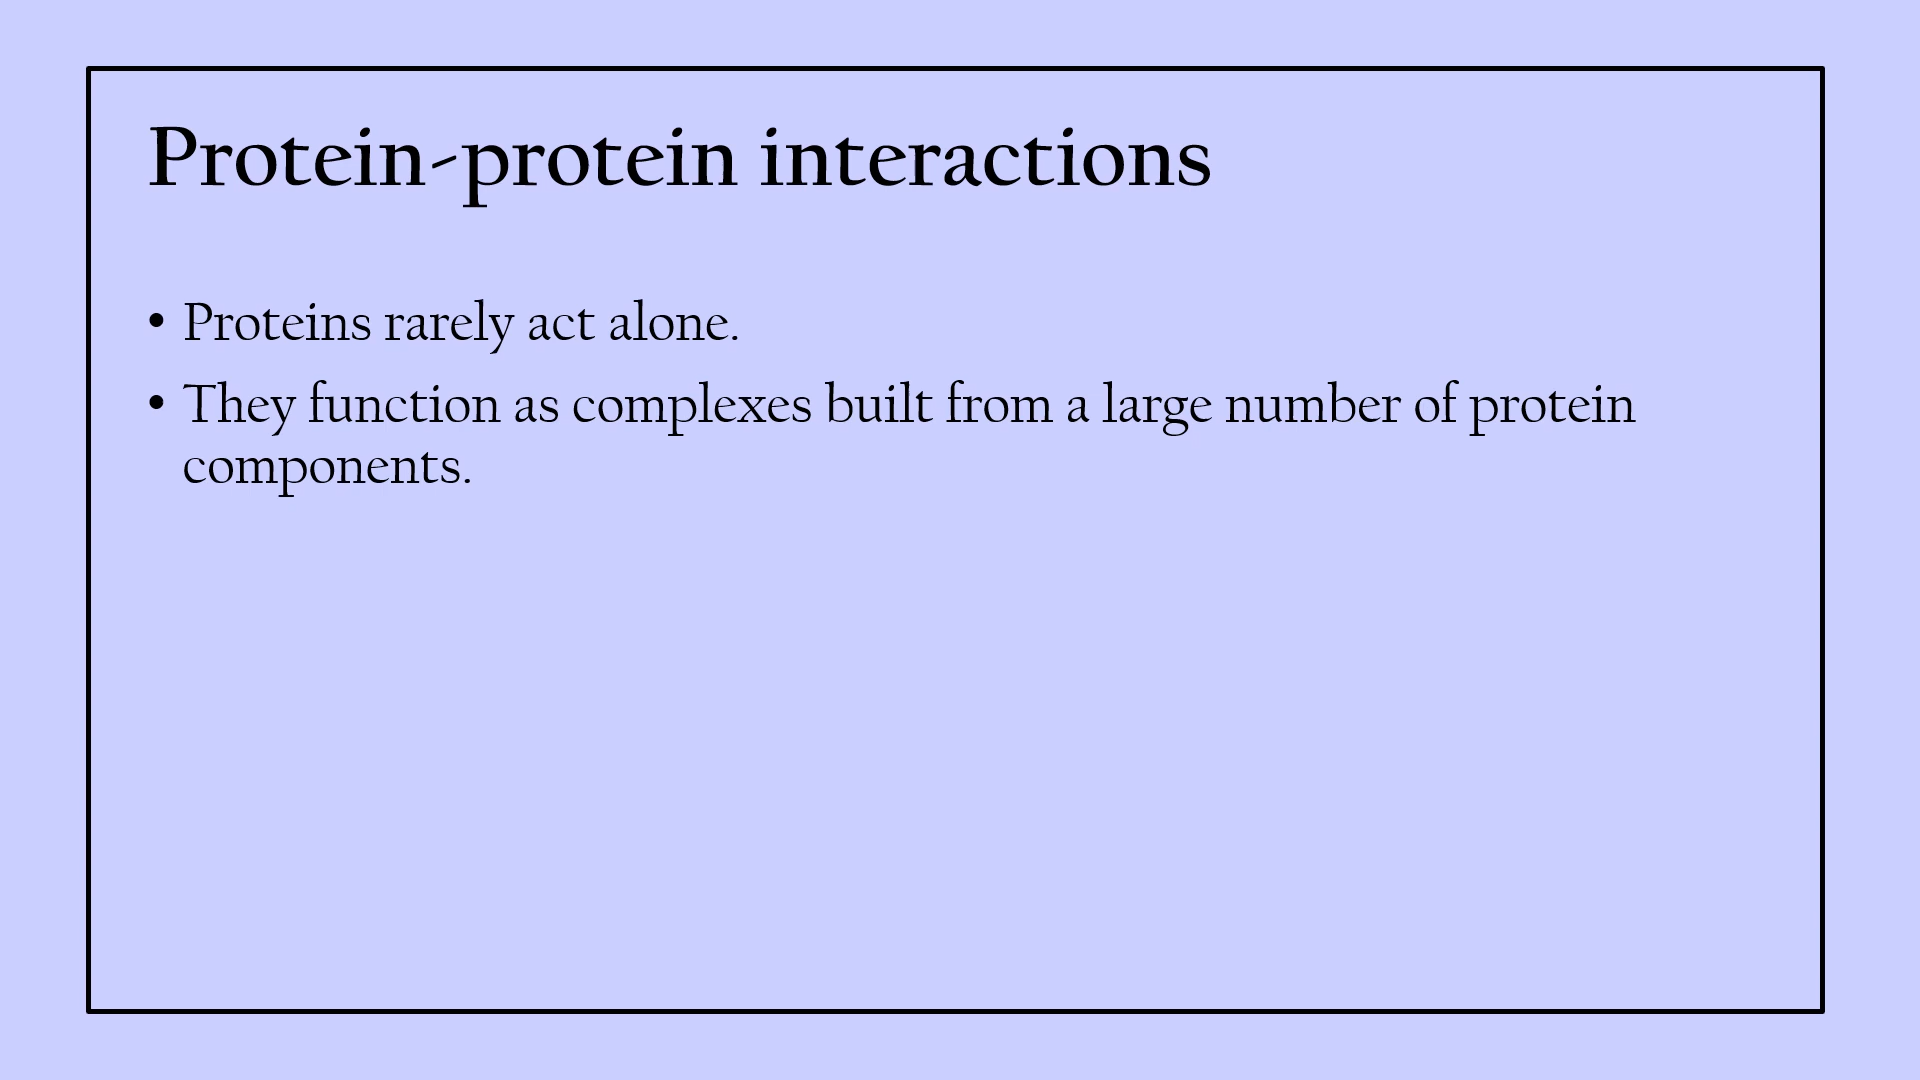 Protein-protein interactions
• Proteins rarely act alone.
• They function as complexes built from a large number of protein
components.